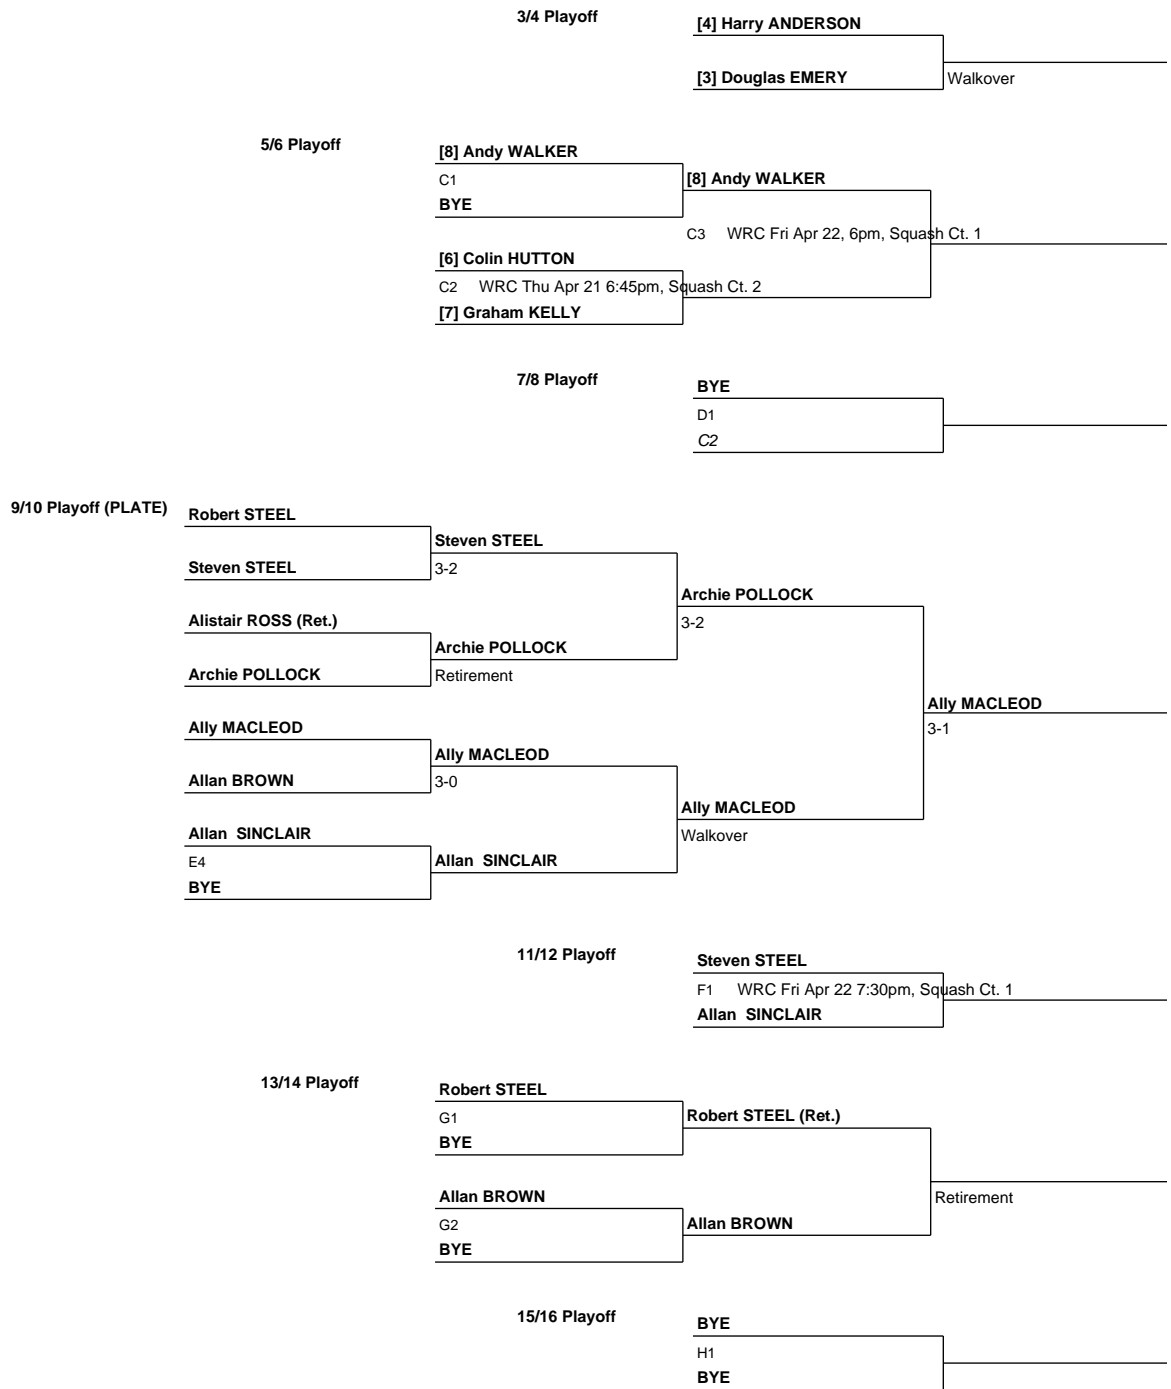 3/4 Playoff
[4] Harry ANDERSON
[3] Douglas EMERY
Walkover
5/6 Playoff
[8] Andy WALKER
C1
BYE
[8] Andy WALKER
C3 WRC Fri Apr 22, 6pm, Squash Ct. 1
[6] Colin HUTTON
C2 WRC Thu Apr 21 6:45pm, Squash Ct. 2
[7] Graham KELLY
7/8 Playoff
BYE
D1
C2
9/10 Playoff (PLATE)
Robert STEEL
Steven STEEL
Steven STEEL
3-2
Archie POLLOCK
3-2
Alistair ROSS (Ret.)
Archie POLLOCK
Archie POLLOCK
Retirement
Ally MACLEOD
3-1
Ally MACLEOD
Ally MACLEOD
Allan BROWN
3-0
Ally MACLEOD
Walkover
Allan SINCLAIR
E4
Allan SINCLAIR
BYE
11/12 Playoff
Steven STEEL
F1 WRC Fri Apr 22 7:30pm, Squash Ct. 1
Allan SINCLAIR
13/14 Playoff
Robert STEEL
G1
BYE
Robert STEEL (Ret.)
Retirement
Allan BROWN
G2
BYE
Allan BROWN
15/16 Playoff
BYE
H1
BYE